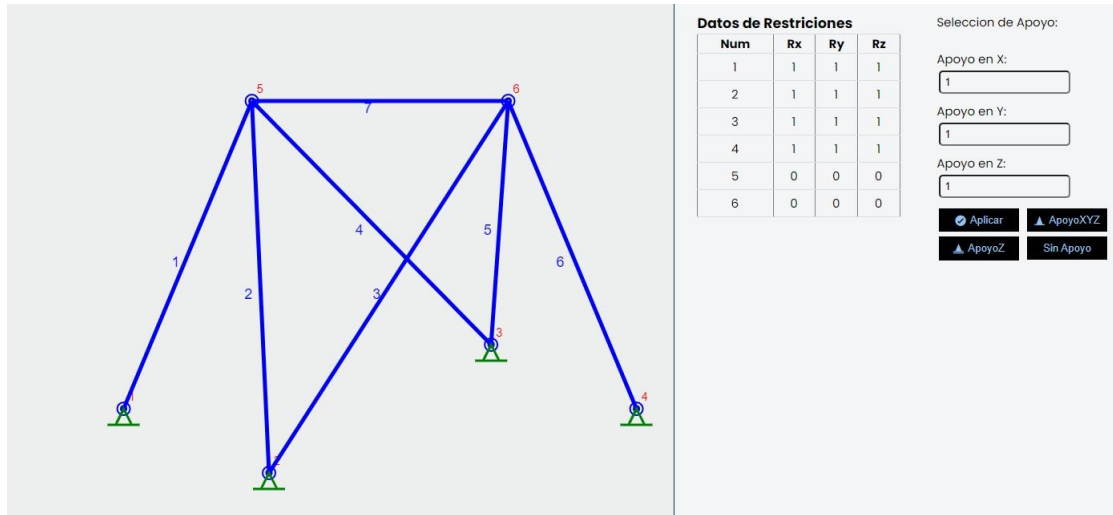 5
6
7
4
5
1
6
2
3
3
1
4
2
Datos de Restriciones
Num Rx Ry Rz
1 1 1 1
2 1 1 1
3 1 1 1
4 1 1 1
5 0 0 0
6 0 0 0
Seleccion de Apoyo:
Apoyo en X:
1
Apoyo en Y:
1
Apoyo en Z:
1
Aplicar ApoyoXYZ
ApoyoZ Sin Apoyo